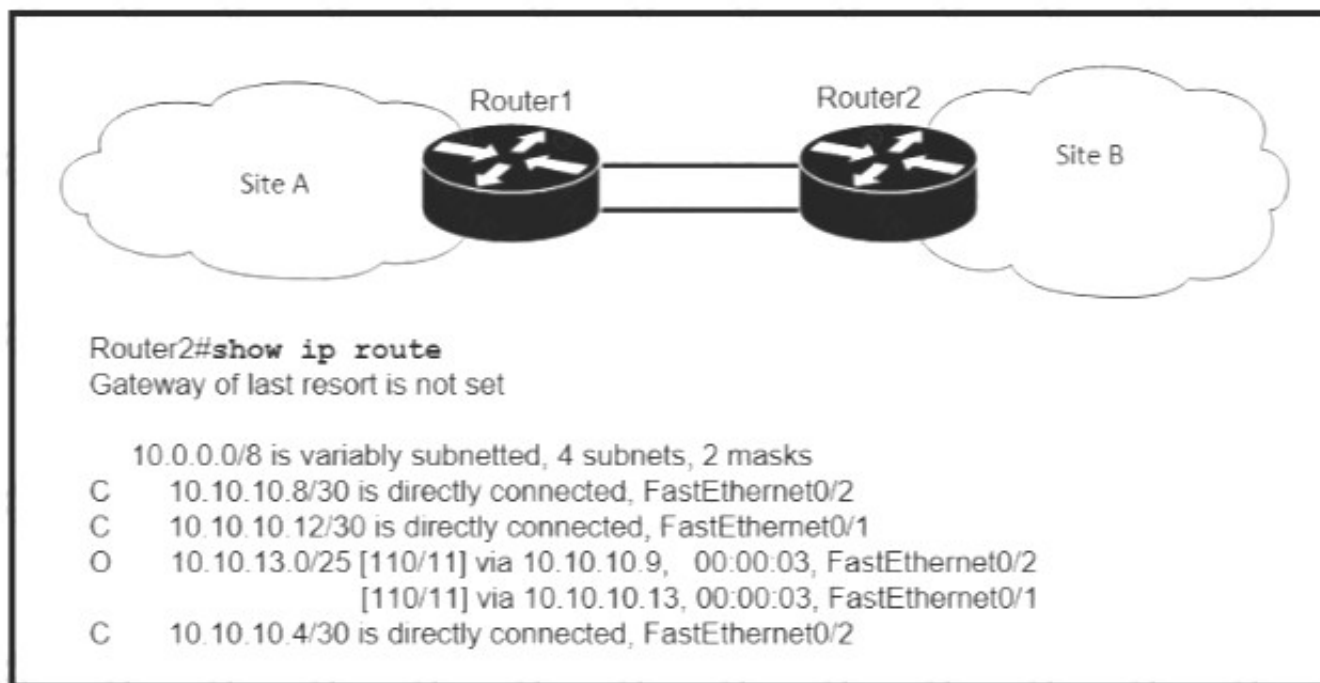 Router1
Router2
Site A
Site B
Router2#show ip route
Gateway of last resort is not set
10.0.0.0/8 is variably subnetted, 4 subnets, 2 masks
C 10.10.10.8/30 is directly connected, FastEthernet0/2
C 10.10.10.12/30 is directly connected, FastEthernet0/1
O 10.10.13.0/25 [110/11] via 10.10.10.9, 00:00:03, FastEthernet0/2
[110/11] via 10.10.10.13, 00:00:03, FastEthernet0/1
C 10.10.10.4/30 is directly connected, FastEthernet0/2